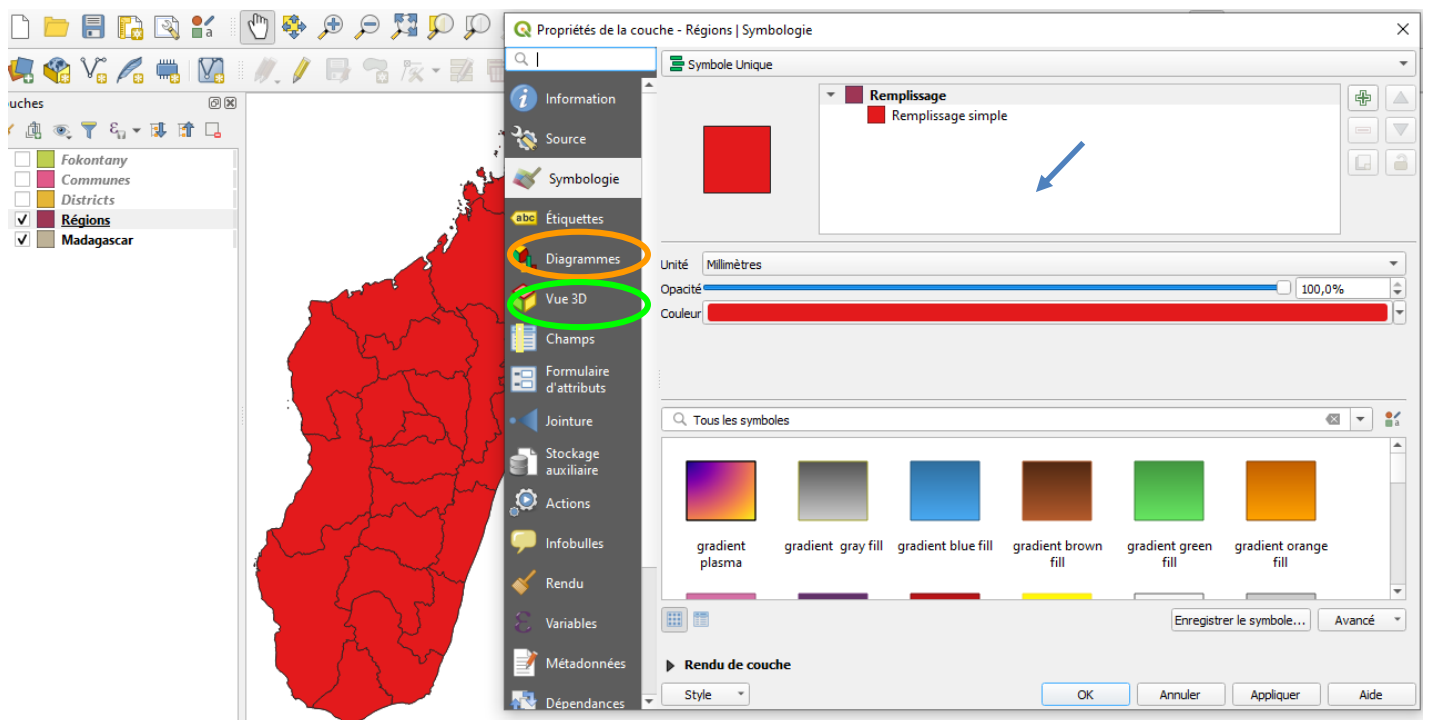 Propriétés de la couche - Régions | Symbologie
uches
Fokontany
Communes
Districts
Régions
Madagascar
Information
Source
Symbologie
abc Étiquettes
Diagrammes
Vue 3D
Champs
Formulaire
d'attributs
Jointure
Stockage
auxiliaire
Actions
Infobulles
Rendu
Variables
Métadonnées
Dépendances
Symbole Unique
Remplissage
Remplissage simple
Unité Millimètres
Opacité 100,0%
Couleur
Tous les symboles
gradient
plasma
gradient gray fill
gradient blue fill
gradient brown
fill
gradient green
fill
gradient orange
fill
Enregistrer le symbole... Avancé
Rendu de couche
Style OK Annuler Appliquer Aide